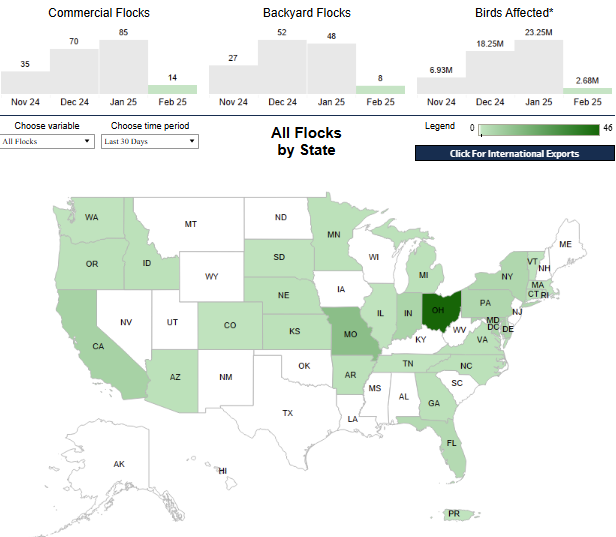 Commercial Flocks
Backyard Flocks
Birds Affected*
35
70
85
14
27
52
48
8
6.93M
18.25M
23.25M
2.68M
Nov 24
Dec 24
Jan 25
Feb 25
Nov 24
Dec 24
Jan 25
Feb 25
Nov 24
Dec 24
Jan 25
Feb 25
Choose variable
Choose time period
All Flocks
Last 30 Days
All Flocks
by State
Legend
0
46
Click For International Exports
WA
MT
ND
MN
ME
OR
ID
SD
WI
VT
NH
WY
MI
NY
MA
CT
RI
NE
IA
PA
NJ
NV
UT
CO
IL
IN
OH
MD
DC
DE
CA
KS
MO
KY
WV
VA
AZ
NM
OK
AR
TN
NC
SC
TX
LA
MS
AL
GA
FL
AK
HI
PR